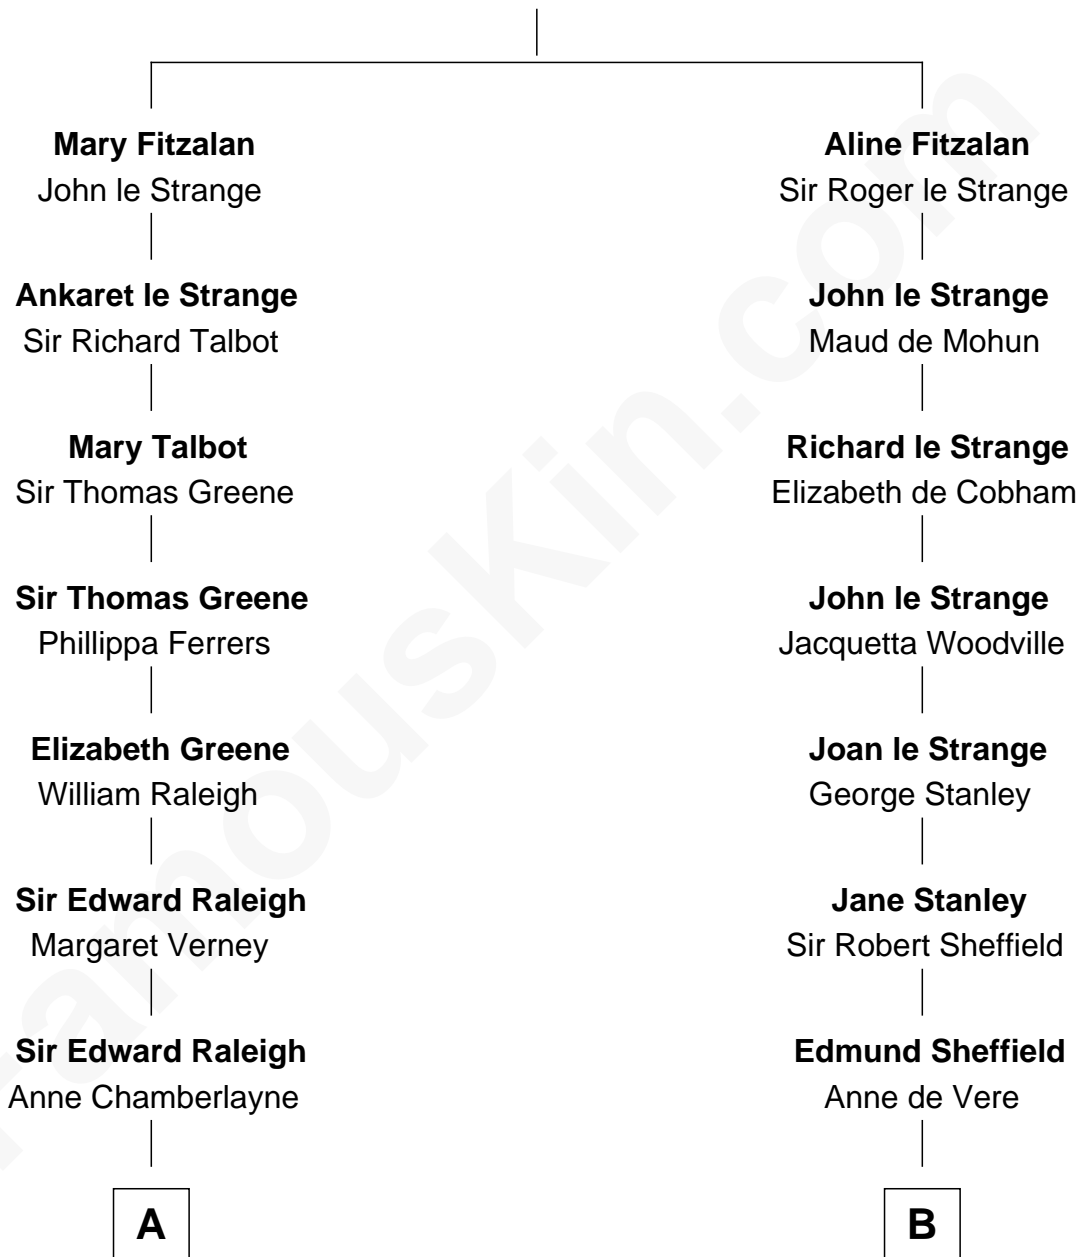 Mary Fitzalan
John le Strange
Aline Fitzalan
Sir Roger le Strange
Ankaret le Strange
Sir Richard Talbot
John le Strange
Maud de Mohun
Mary Talbot
Sir Thomas Greene
Richard le Strange
Elizabeth de Cobham
Sir Thomas Greene
Phillippa Ferrers
John le Strange
Jacquetta Woodville
Elizabeth Greene
William Raleigh
Joan le Strange
George Stanley
Sir Edward Raleigh
Margaret Verney
Jane Stanley
Sir Robert Sheffield
Sir Edward Raleigh
Anne Chamberlayne
Edmund Sheffield
Anne de Vere
A
B
FamousKin.com